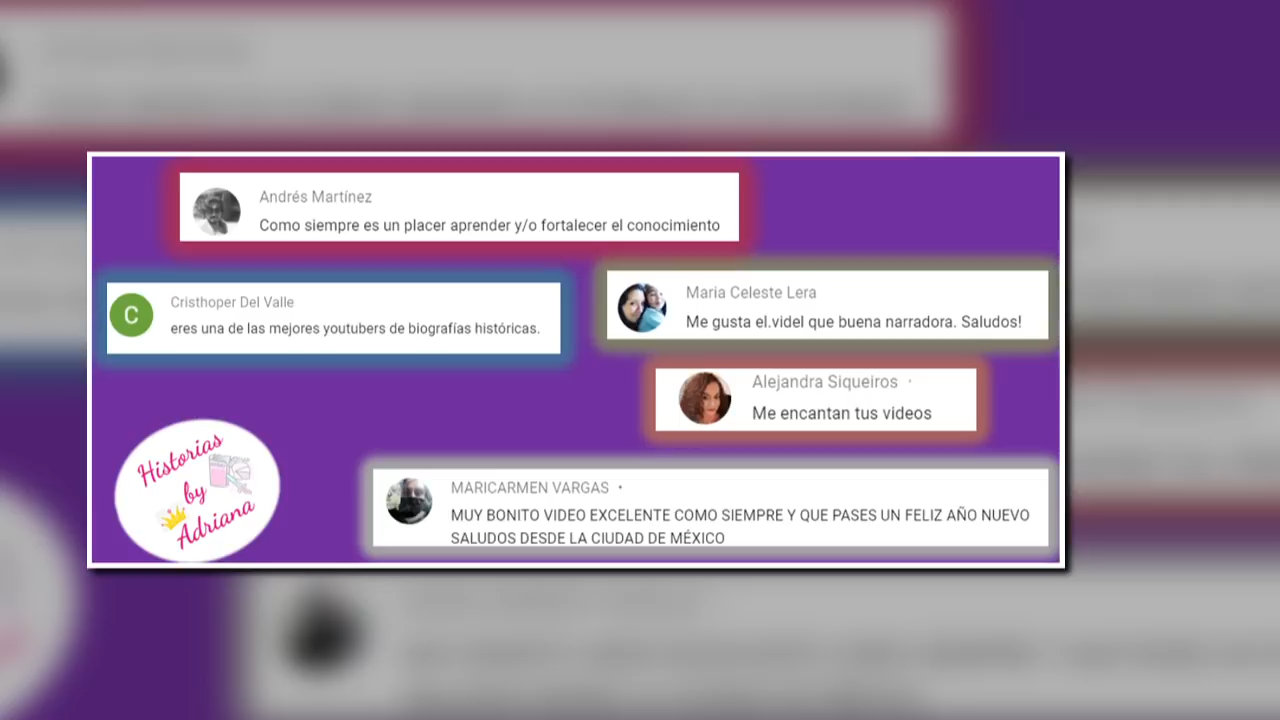 Andrés Martínez
Como siempre es un placer aprender y/o fortalecer el conocimiento
Cristhoper Del Valle
C
eres una de las mejores youtubers de biografías históricas.
Maria Celeste Lera
Me gusta el.videl que buena narradora. Saludos!
Alejandra Siqueiros ·
Me encantan tus videos
Historias
by
Adriana
MARICARMEN VARGAS ·
MUY BONITO VIDEO EXCELENTE COMO SIEMPRE Y QUE PASES UN FELIZ AÑO NUEVO
SALUDOS DESDE LA CIUDAD DE MÉXICO